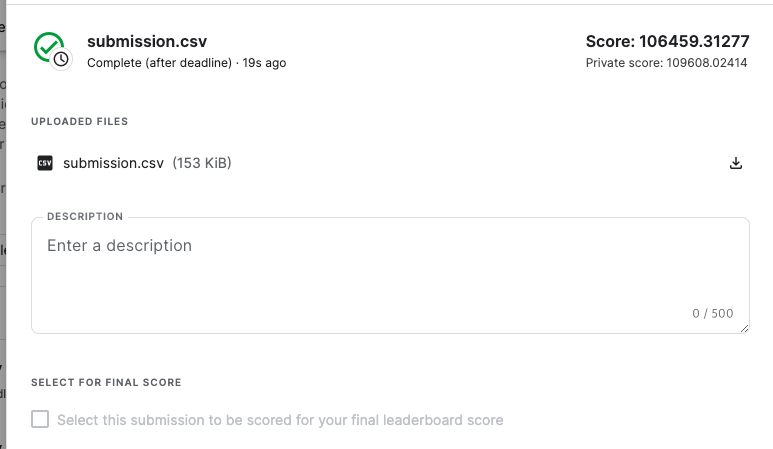 submission.csv
Score: 106459.31277
Complete (after deadline) · 19s ago
Private score: 109608.02414
UPLOADED FILES
CSV
submission.csv (153 KiB)
DESCRIPTION
Enter a description
0 / 500
SELECT FOR FINAL SCORE
Select this submission to be scored for your final leaderboard score